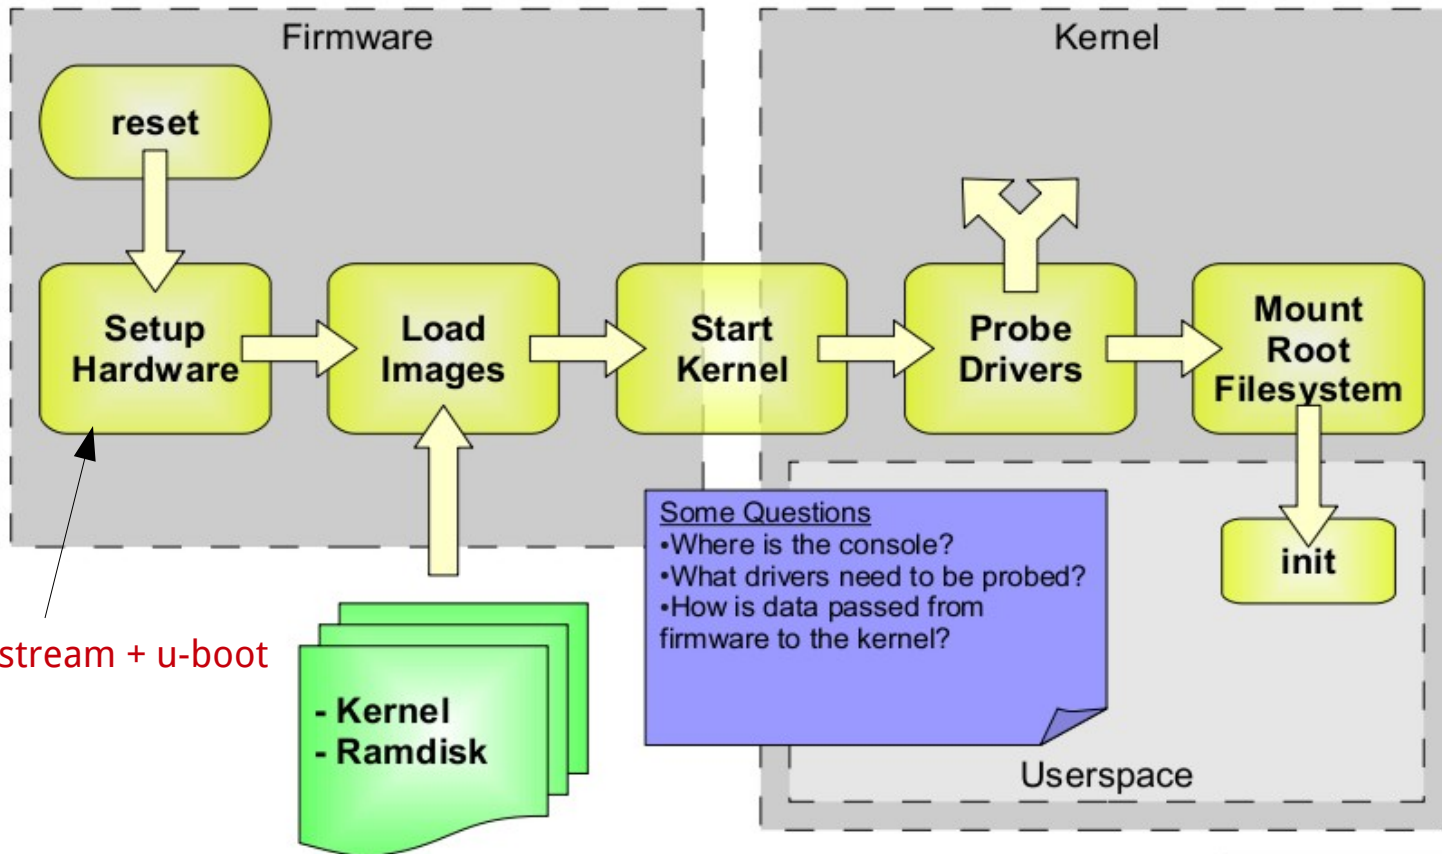 Firmware
Kernel
reset
Setup
Hardware
Load
Images
Start
Kernel
Probe
Drivers
Mount
Root
Filesystem
Some Questions
•Where is the console?
•What drivers need to be probed?
•How is data passed from
firmware to the kernel?
init
stream + u-boot
- Kernel
- Ramdisk
Userspace